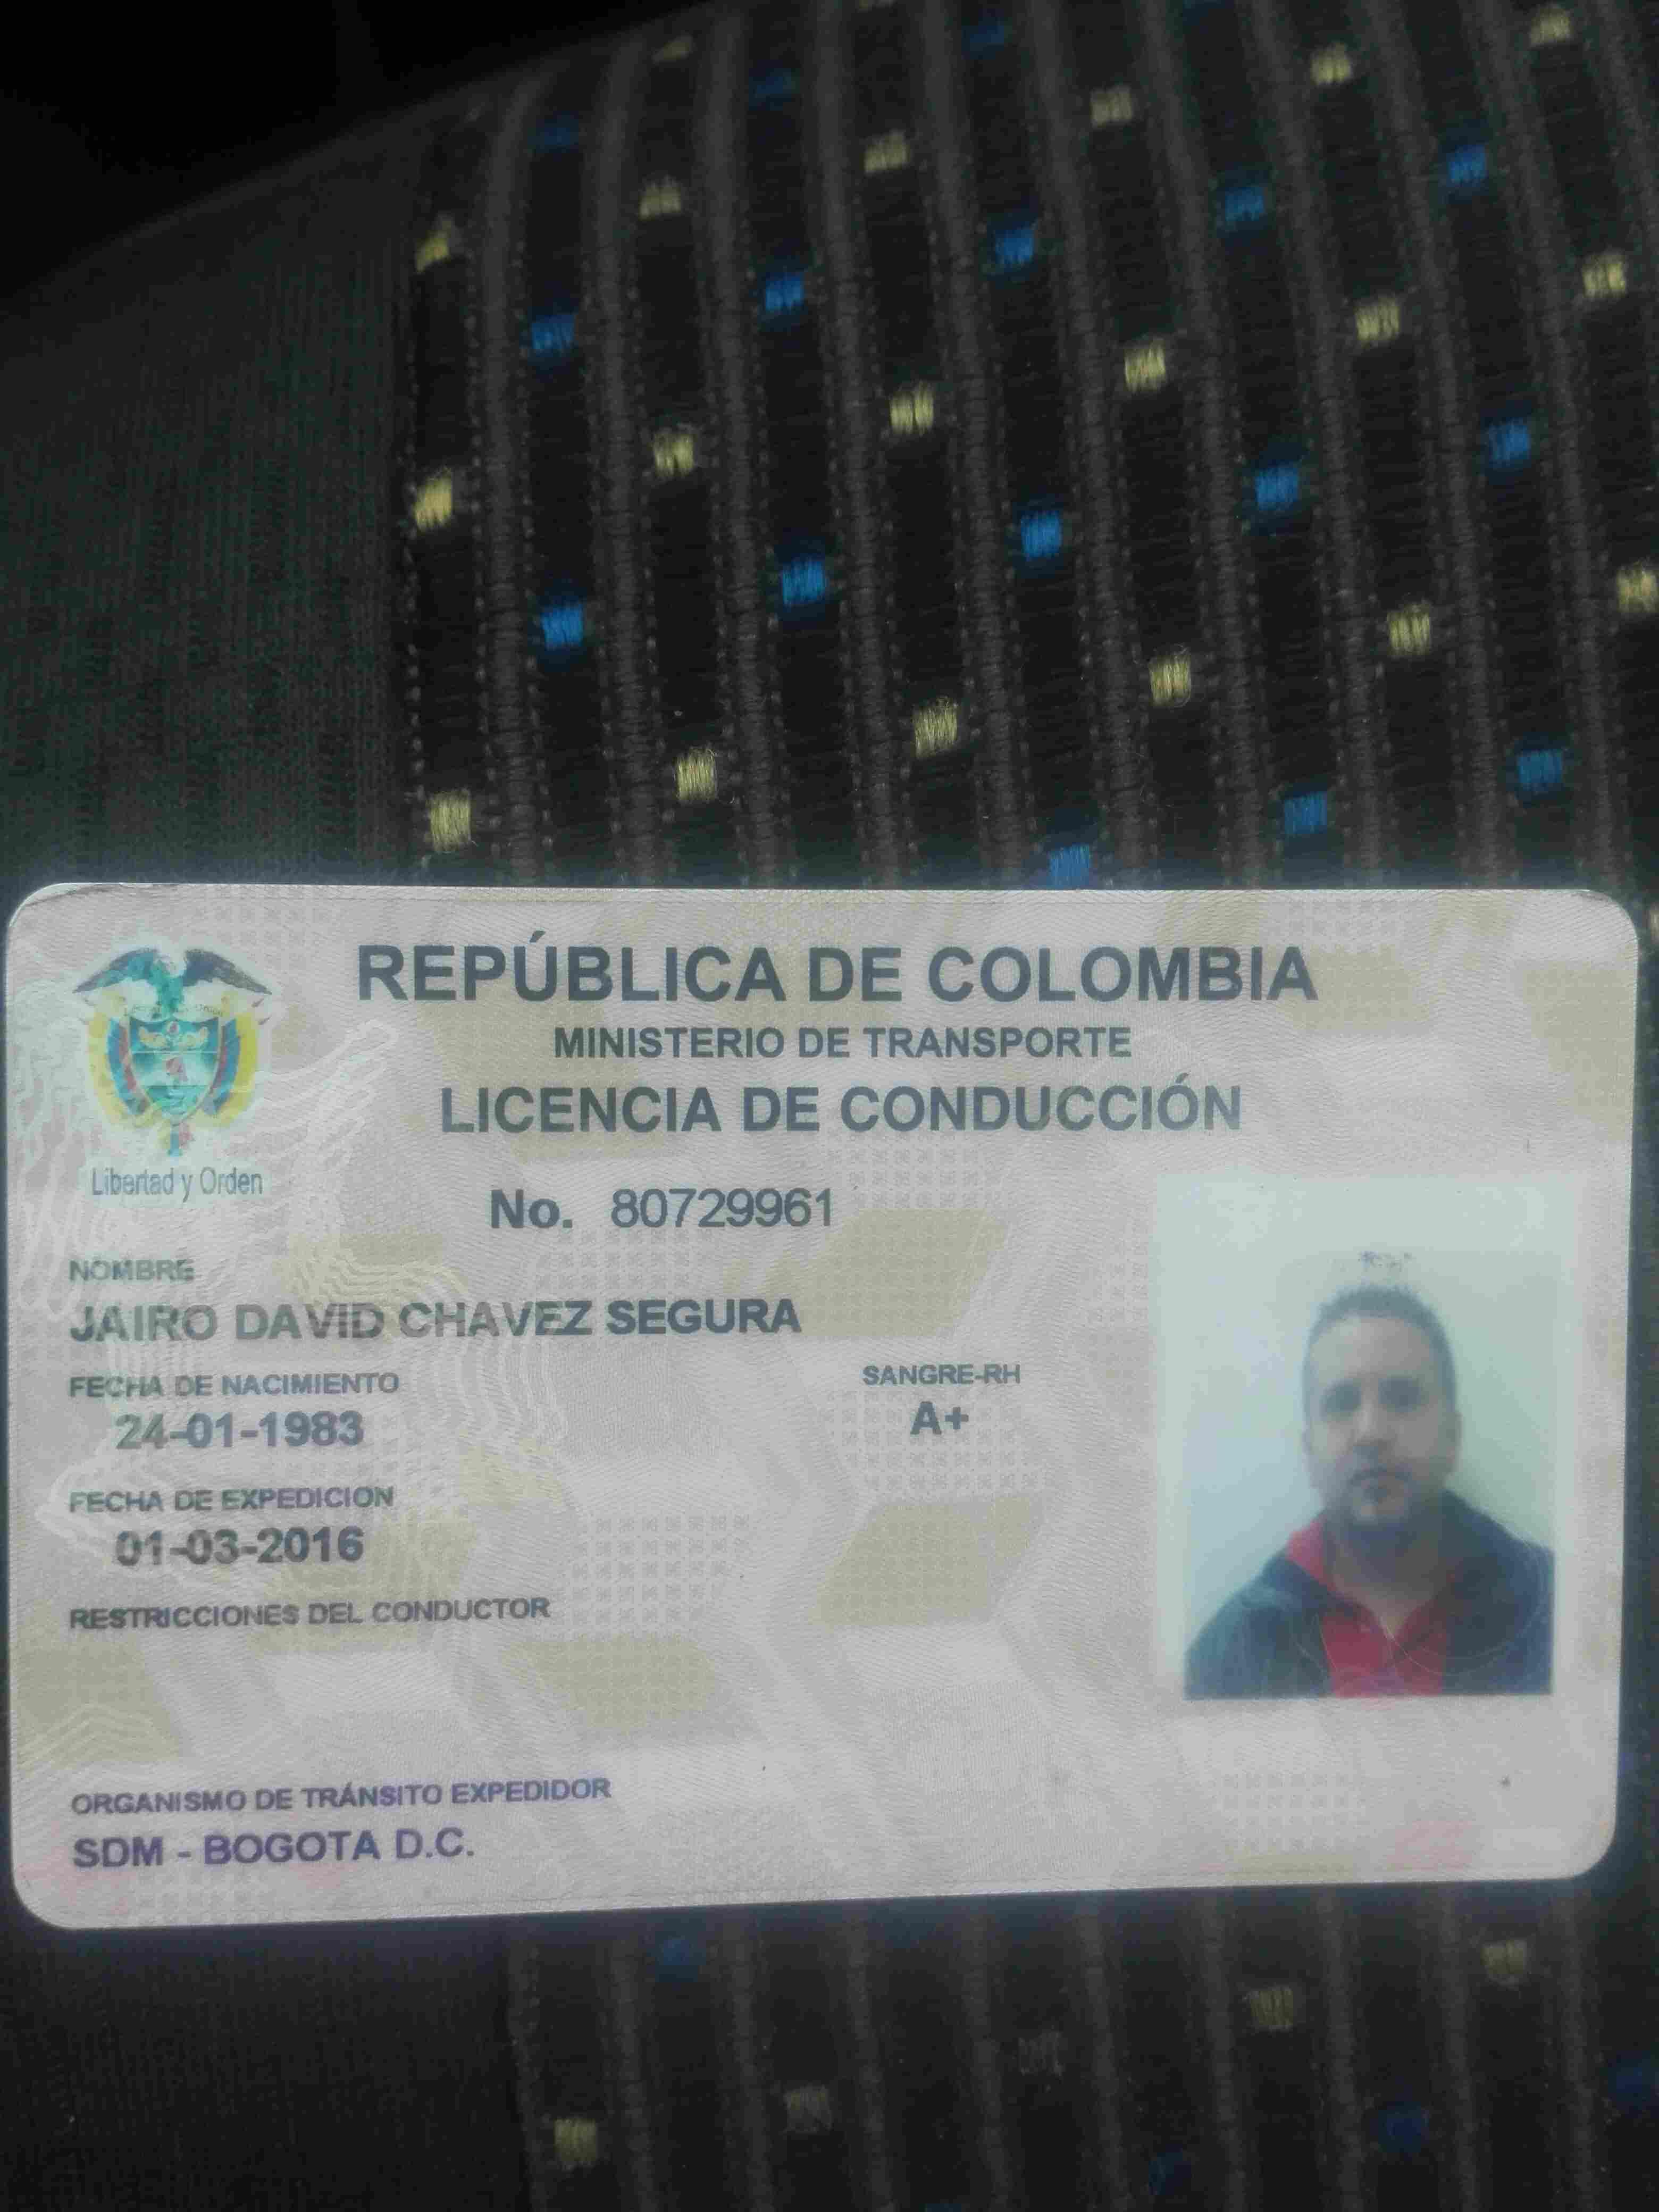 REPÚBLICA DE COLOMBIA
MINISTERIO DE TRANSPORTE
LICENCIA DE CONDUCCIÓN
Libertad y Orden
No. 80729961
NOMBRE
JAIRO DAVID CHAVEZ SEGURA
FECHA DE NACIMIENTO
24-01-1983
SANGRE-RH
A+
FECHA DE EXPEDICION
01-03-2016
RESTRICCIONES DEL CONDUCTOR
ORGANISMO DE TRÁNSITO EXPEDIDOR
SDM - BOGOTA D.C.